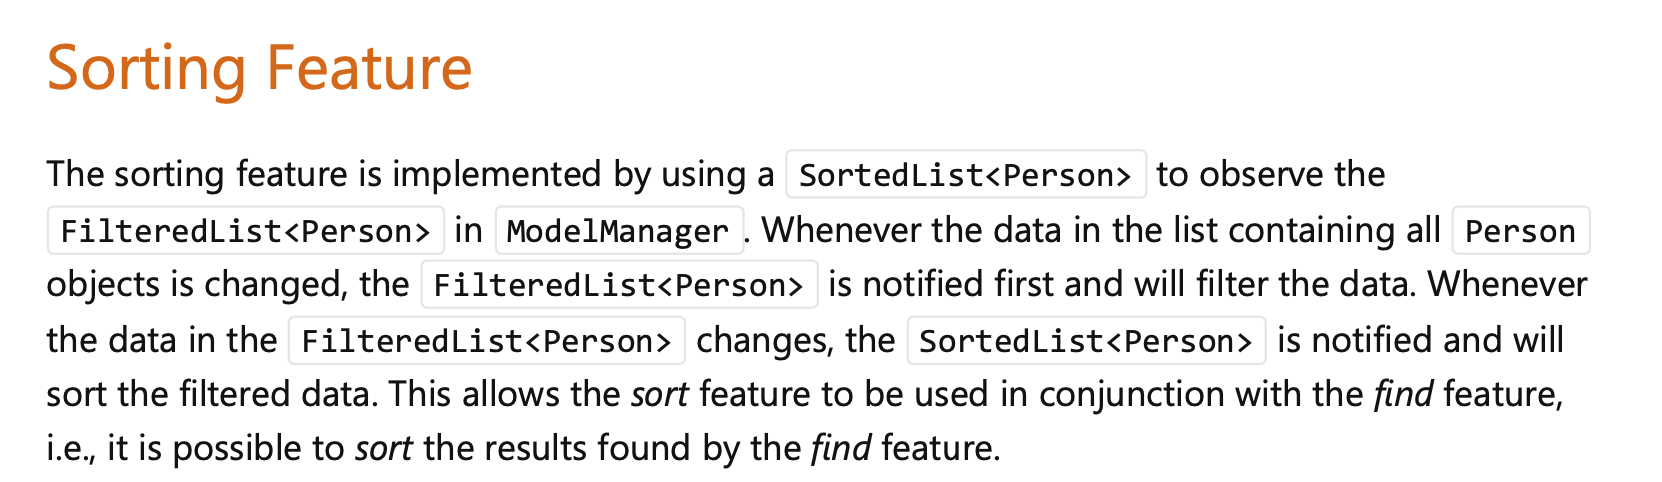 Sorting Feature
The sorting feature is implemented by using a SortedList<Person> to observe the
FilteredList<Person> in ModelManager. Whenever the data in the list containing all Person
objects is changed, the FilteredList<Person> is notified first and will filter the data. Whenever
the data in the FilteredList<Person> changes, the SortedList<Person> is notified and will
sort the filtered data. This allows the sort feature to be used in conjunction with the find feature,
i.e., it is possible to sort the results found by the find feature.